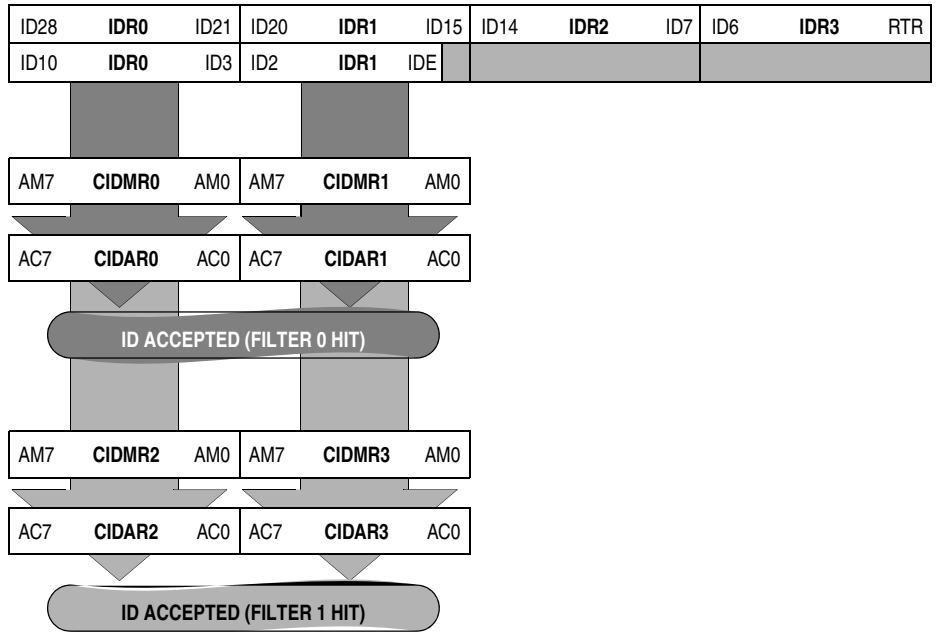 ID28 IDR0 ID21 ID20 IDR1 ID15 ID14 IDR2 ID7 ID6 IDR3 RTR
ID10 IDR0 ID3 ID2 IDR1 IDE
AM7 CIDMR0 AM0 AM7 CIDMR1 AM0
AC7 CIDAR0 AC0 AC7 CIDAR1 AC0
ID ACCEPTED (FILTER 0 HIT)
AM7 CIDMR2 AM0 AM7 CIDMR3 AM0
AC7 CIDAR2 AC0 AC7 CIDAR3 AC0
ID ACCEPTED (FILTER 1 HIT)